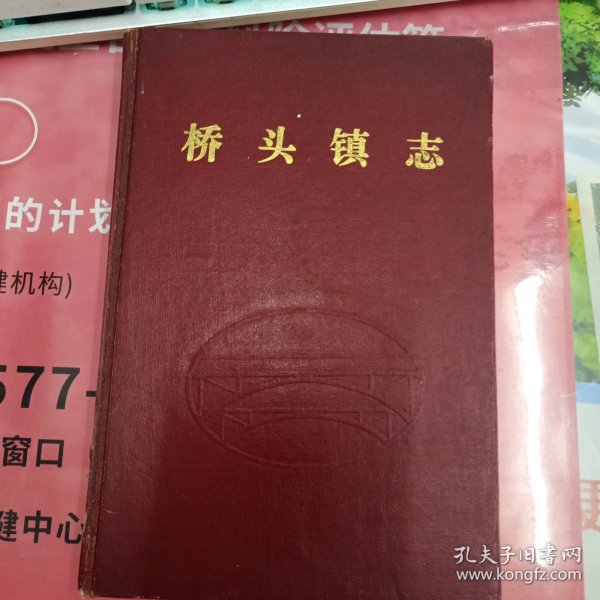 桥头镇志
的计划
建机构)
577-
窗口
健中心
孔夫子旧书网
www.kongfz.com